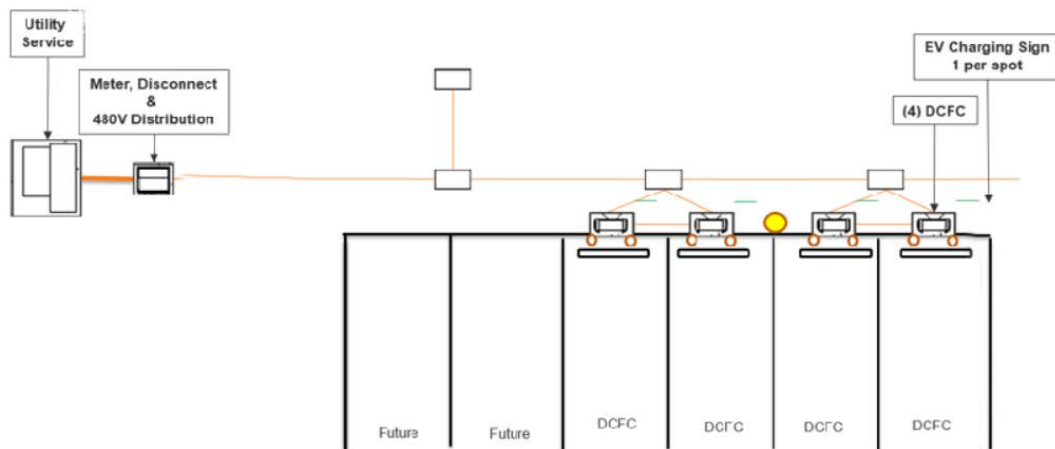 Utility
Service
Meter, Disconnect
&
480V Distribution
EV Charging Sign
1 per spot
(4) DCFC
Future
Future
DCFC
DCFC
DCFC
DCFC